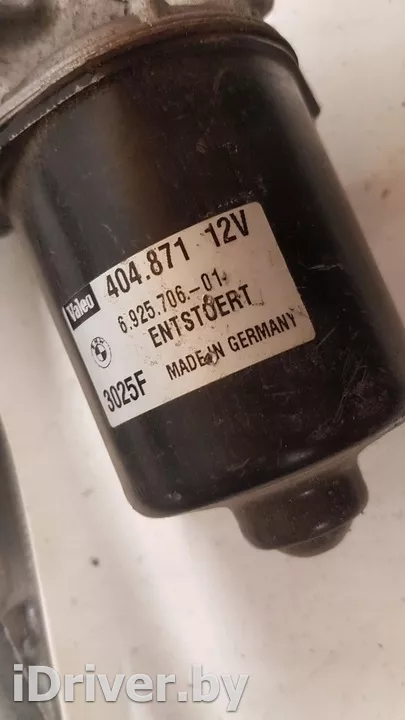 Valeo 404.871 12V
6.925.706.-01
ENTSTOERT
3025F MADE IN GERMANY
iDriver.by